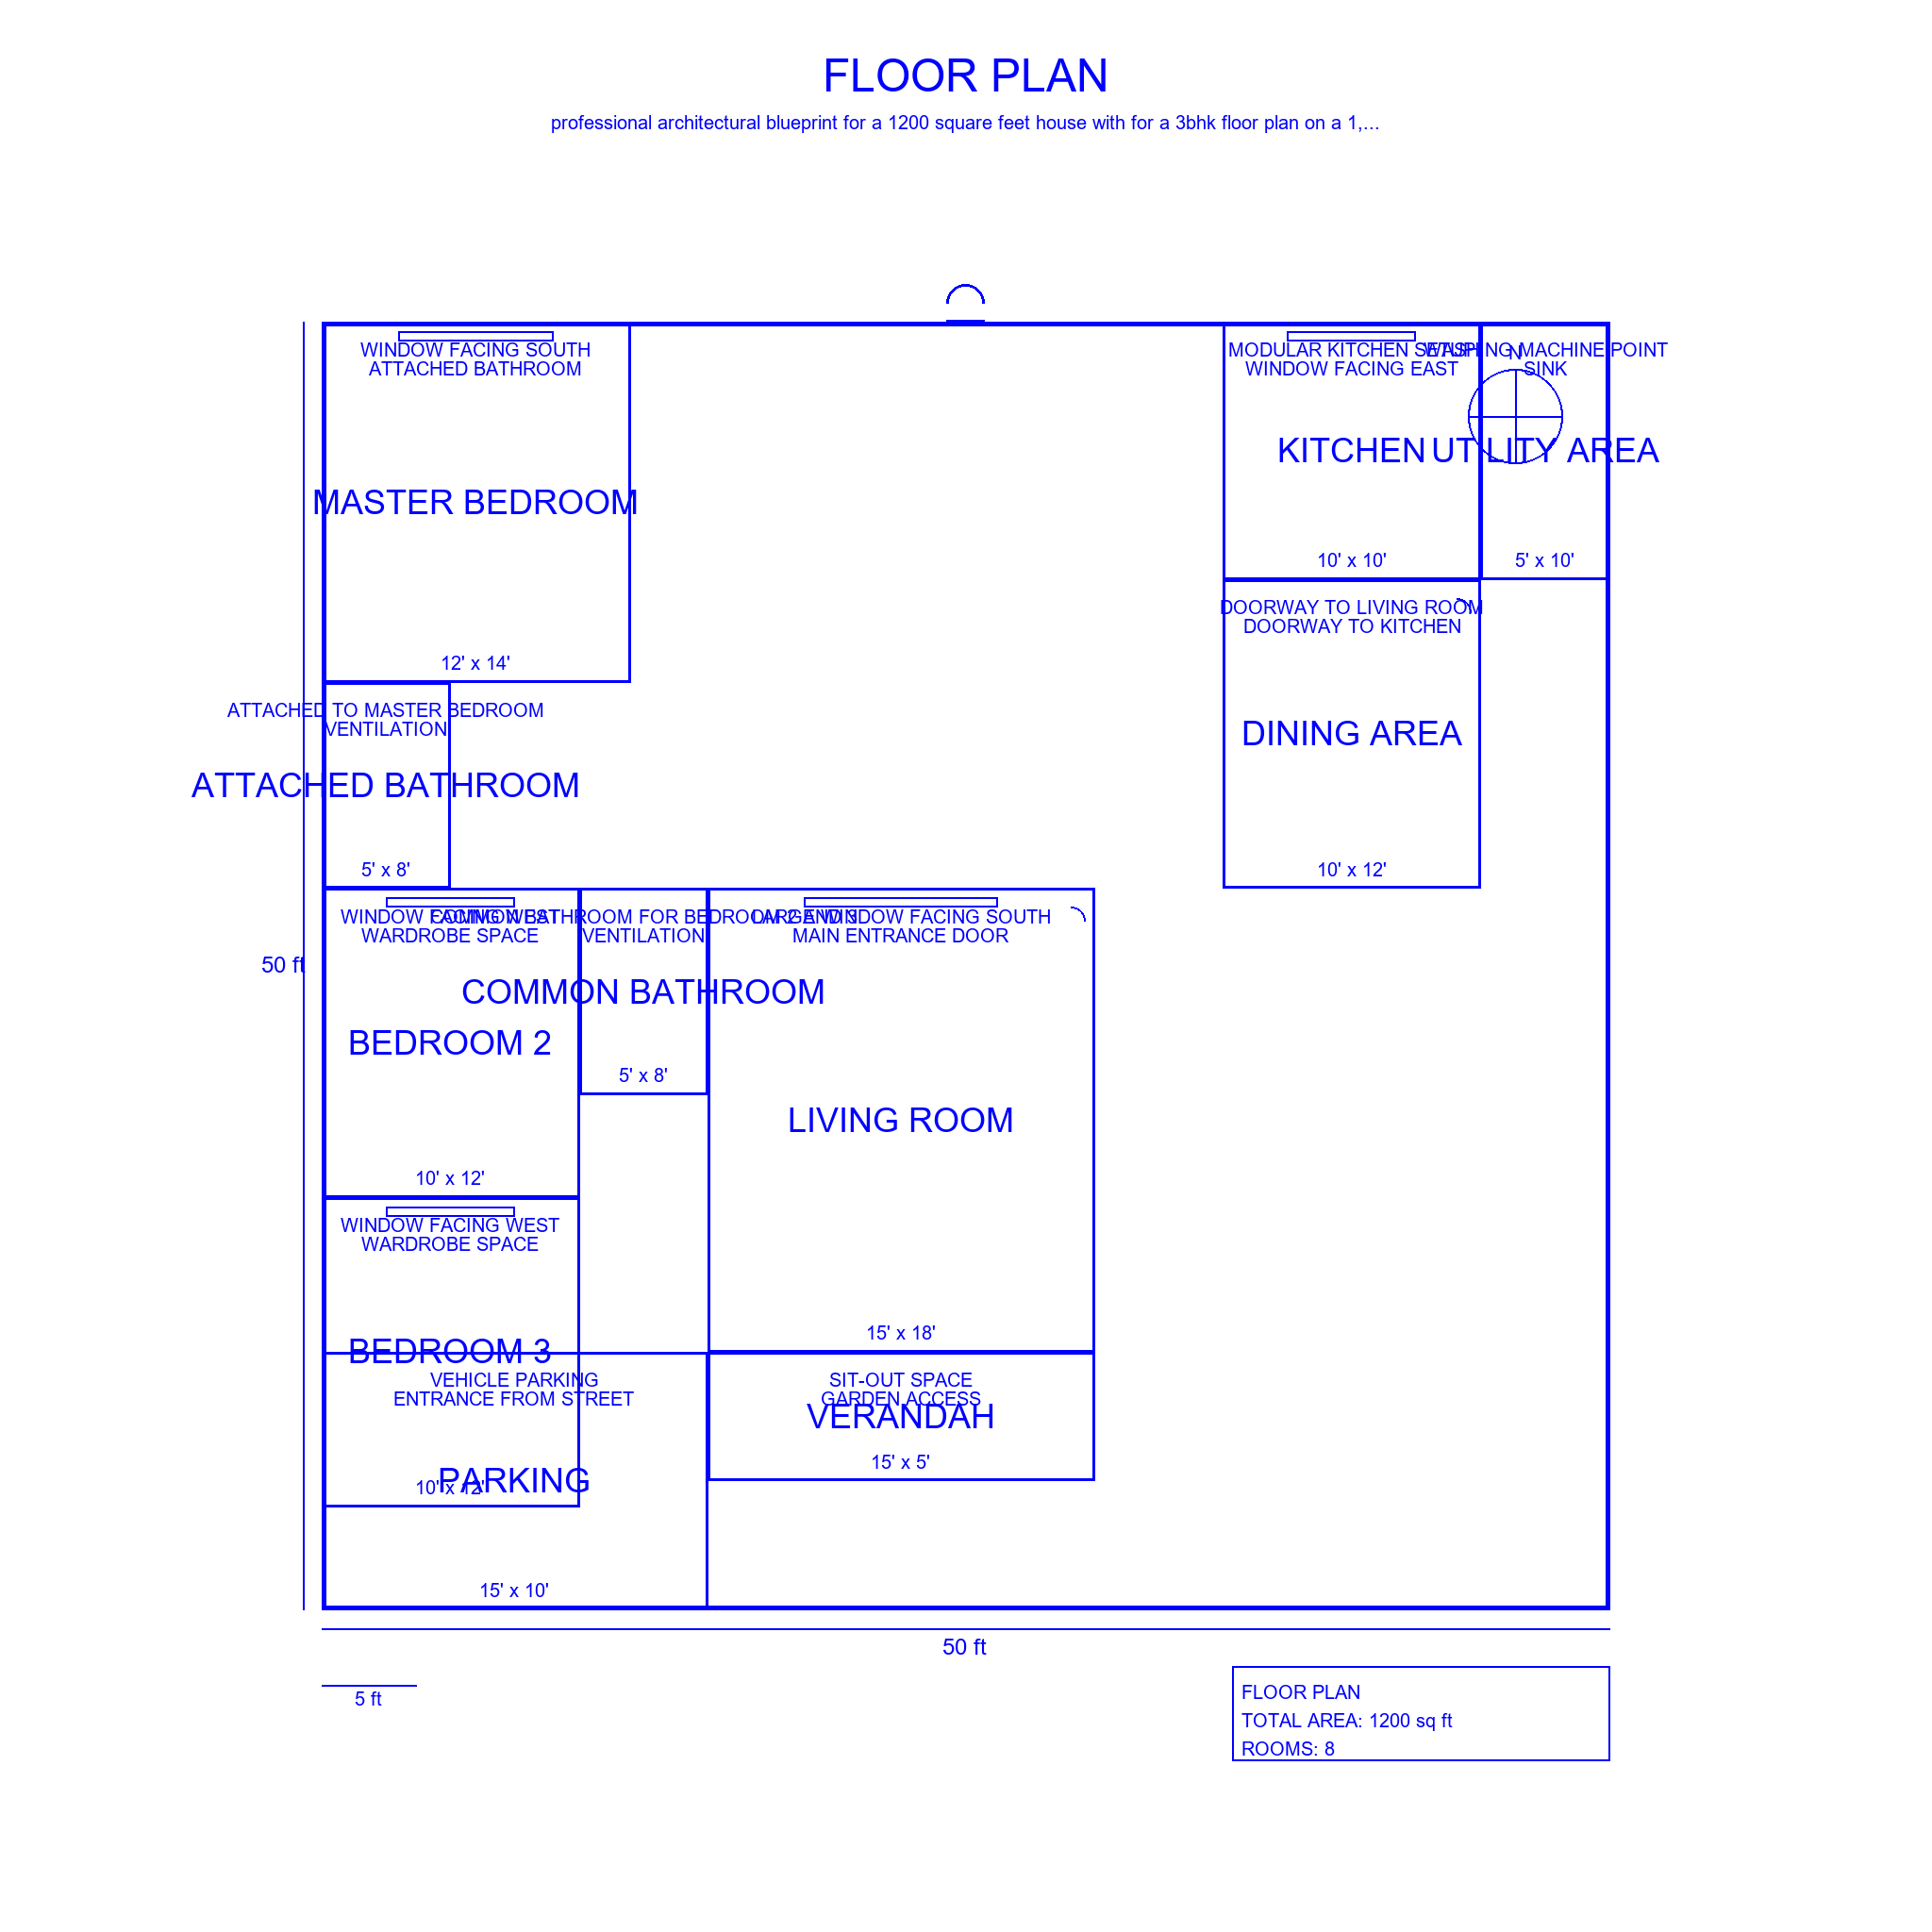 FLOOR PLAN
professional architectural blueprint for a 1200 square feet house with for a 3bhk floor plan on a 1,...
WINDOW FACING SOUTH
ATTACHED BATHROOM
MASTER BEDROOM
12' x 14'
MODULAR KITCHEN SETUP
WINDOW FACING EAST
KITCHEN
10' x 10'
WASHING MACHINE POINT
SINK
N
UTILITY AREA
5' x 10'
DOORWAY TO LIVING ROOM
DOORWAY TO KITCHEN
DINING AREA
10' x 12'
ATTACHED TO MASTER BEDROOM
VENTILATION
ATTACHED BATHROOM
5' x 8'
WINDOW FACING WEST
WARDROBE SPACE
BEDROOM 2
10' x 12'
COMMON BATHROOM FOR BEDROOM 2 AND 3
VENTILATION
COMMON BATHROOM
5' x 8'
LARGE WINDOW FACING SOUTH
MAIN ENTRANCE DOOR
LIVING ROOM
15' x 18'
50 ft
WINDOW FACING WEST
WARDROBE SPACE
BEDROOM 3
10' x 12'
VEHICLE PARKING
ENTRANCE FROM STREET
PARKING
15' x 10'
SIT-OUT SPACE
GARDEN ACCESS
VERANDAH
15' x 5'
50 ft
5 ft
FLOOR PLAN
TOTAL AREA: 1200 sq ft
ROOMS: 8